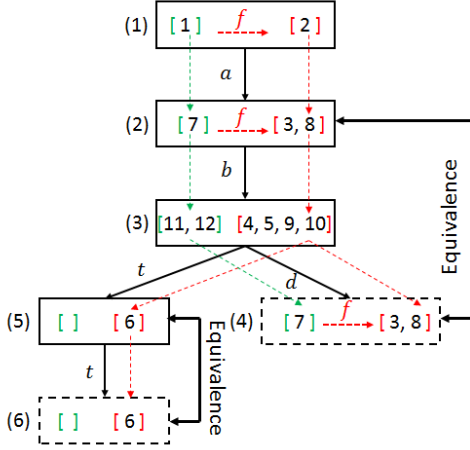 (1) [ 1 ] f [ 2 ]
a
(2) [ 7 ] f [ 3, 8 ]
b
Equivalence
(3) [11, 12] [4, 5, 9, 10]
t d
(5) [ ] [ 6 ] (4) [ 7 ] f [ 3, 8 ]
t Equivalence
(6) [ ] [ 6 ]